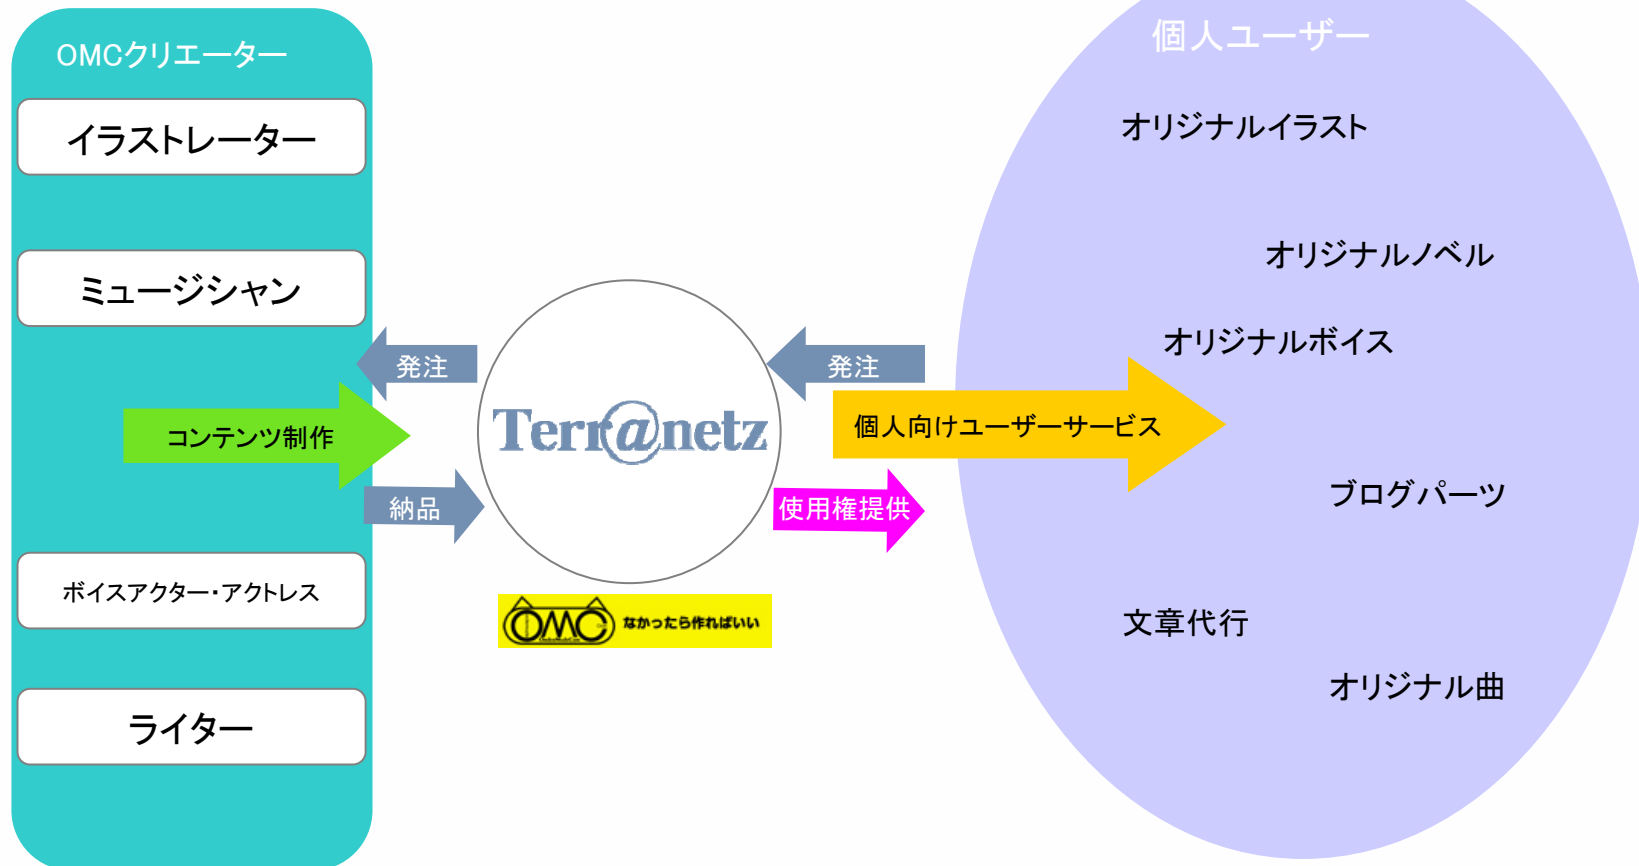 OMCクリエーター
イラストレーター
ミュージシャン
コンテンツ制作
ボイスアクター・アクトレス
ライター
発注
納品
Terr@netz
OMC なかったら作ればいい
発注
個人向けユーザーサービス
使用権提供
個人ユーザー
オリジナルイラスト
オリジナルノベル
オリジナルボイス
ブログパーツ
文章代行
オリジナル曲